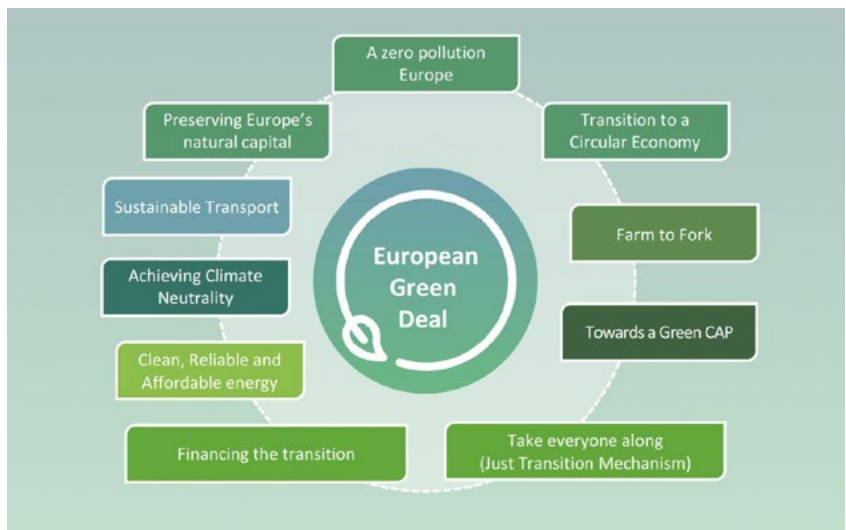 A zero pollution
Europe
Preserving Europe's
natural capital
Transition to a
Circular Economy
Sustainable Transport
Farm to Fork
European
Green
Deal
Achieving Climate
Neutrality
Towards a Green CAP
Clean, Reliable and
Affordable energy
Financing the transition
Take everyone along
(Just Transition Mechanism)